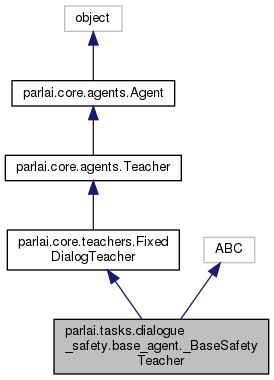 object
parlai.core.agents.Agent
parlai.core.agents.Teacher
parlai.core.teachers.Fixed
DialogTeacher
ABC
parlai.tasks.dialogue
_safety.base_agent._BaseSafety
Teacher